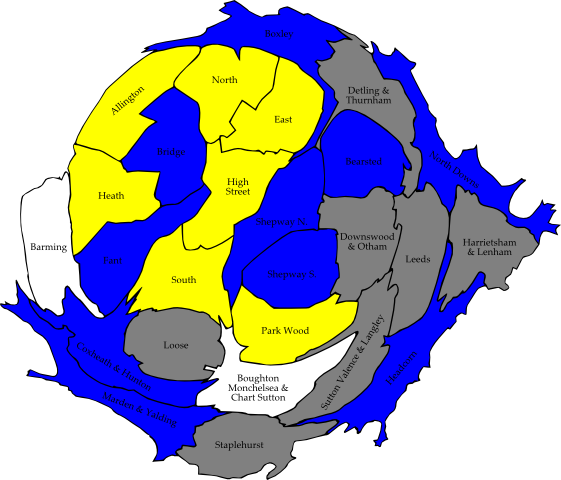 Boxley
North
Allington
Detling &
Thurnham
East
Bridge
Bearsted
North Downs
High
Street
Heath
Shepway N.
Downswood
& Otham
Harrietsham
& Lenham
Barming
Fant
Leeds
South
Shepway S.
Park Wood
Loose
Sutton Valence & Langley
Coxheath & Hunton
Headcorn
Boughton
Monchelsea &
Chart Sutton
Marden & Yalding
Staplehurst